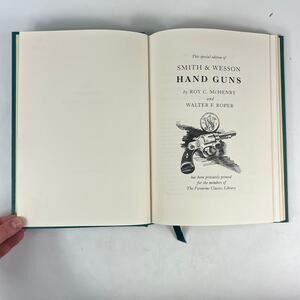 This special edition of
SMITH & WESSON
HAND GUNS
by ROY C. McHENRY
and
WALTER F. ROPER
has been privately printed
for the members of
The Firearms Classics Library